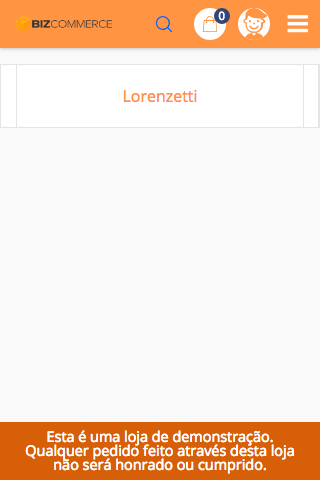 BIZCOMMERCE
0
Lorenzetti
Esta é uma loja de demonstração.
Qualquer pedido feito através desta loja
não será honrado ou cumprido.